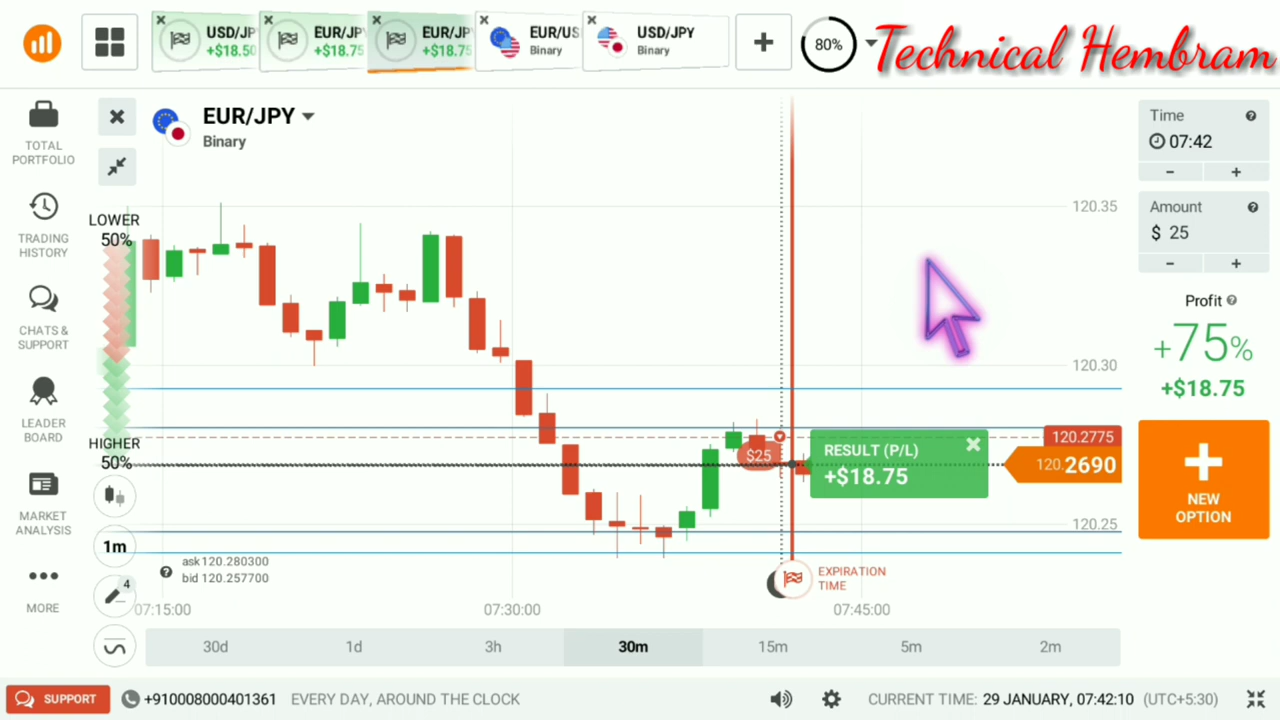 USD/JP
+$18.50
EUR/JP
+$18.75
EUR/JP
+$18.75
EUR/US
Binary
USD/JPY
Binary
80%
Technical Hembram
TOTAL
PORTFOLIO
TRADING
HISTORY
CHATS &
SUPPORT
LEADER
BOARD
MARKET
ANALYSIS
MORE
EUR/JPY
Binary
LOWER
50%
HIGHER
50%
1m
4
120.35
120.30
120.2775
120.2690
120.25
$25
RESULT (P/L)
+$18.75
EXPIRATION
TIME
ask 120.280300
bid 120.257700
07:15:00
07:30:00
07:45:00
30d
1d
3h
30m
15m
5m
2m
Time
07:42
- +
Amount
$ 25
- +
Profit
+75%
+$18.75
+
NEW
OPTION
SUPPORT
+910008000401361
EVERY DAY, AROUND THE CLOCK
CURRENT TIME: 29 JANUARY, 07:42:10 (UTC+5:30)